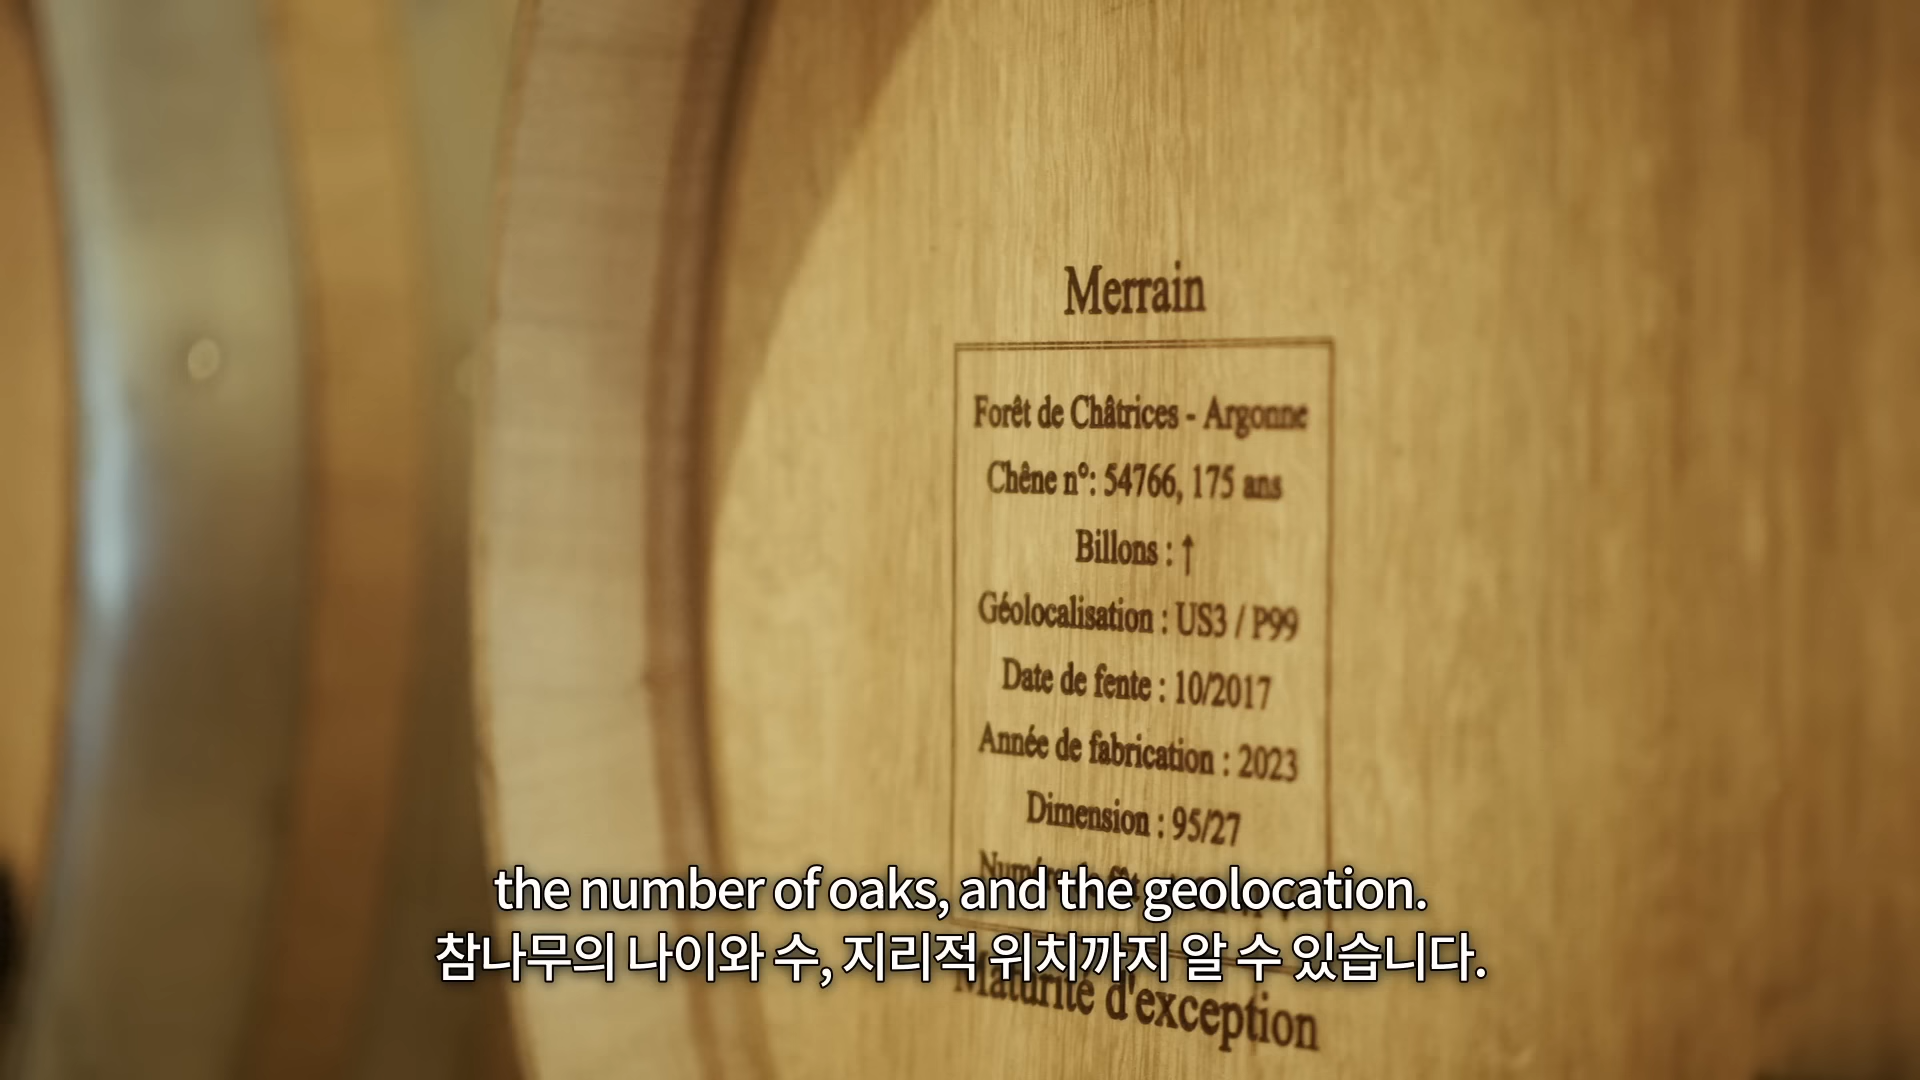 Merrain
Forêt de Châtrices - Argonne
Chêne n°: 54766, 175 ans
Billons : ↑
Géolocalisation : US3 / P99
Date de fente : 10/2017
Année de fabrication : 2023
Dimension : 95/27
the number of oaks, and the geolocation.
참나무의 나이와 수, 지리적 위치까지 알 수 있습니다.
Maturité d'exception